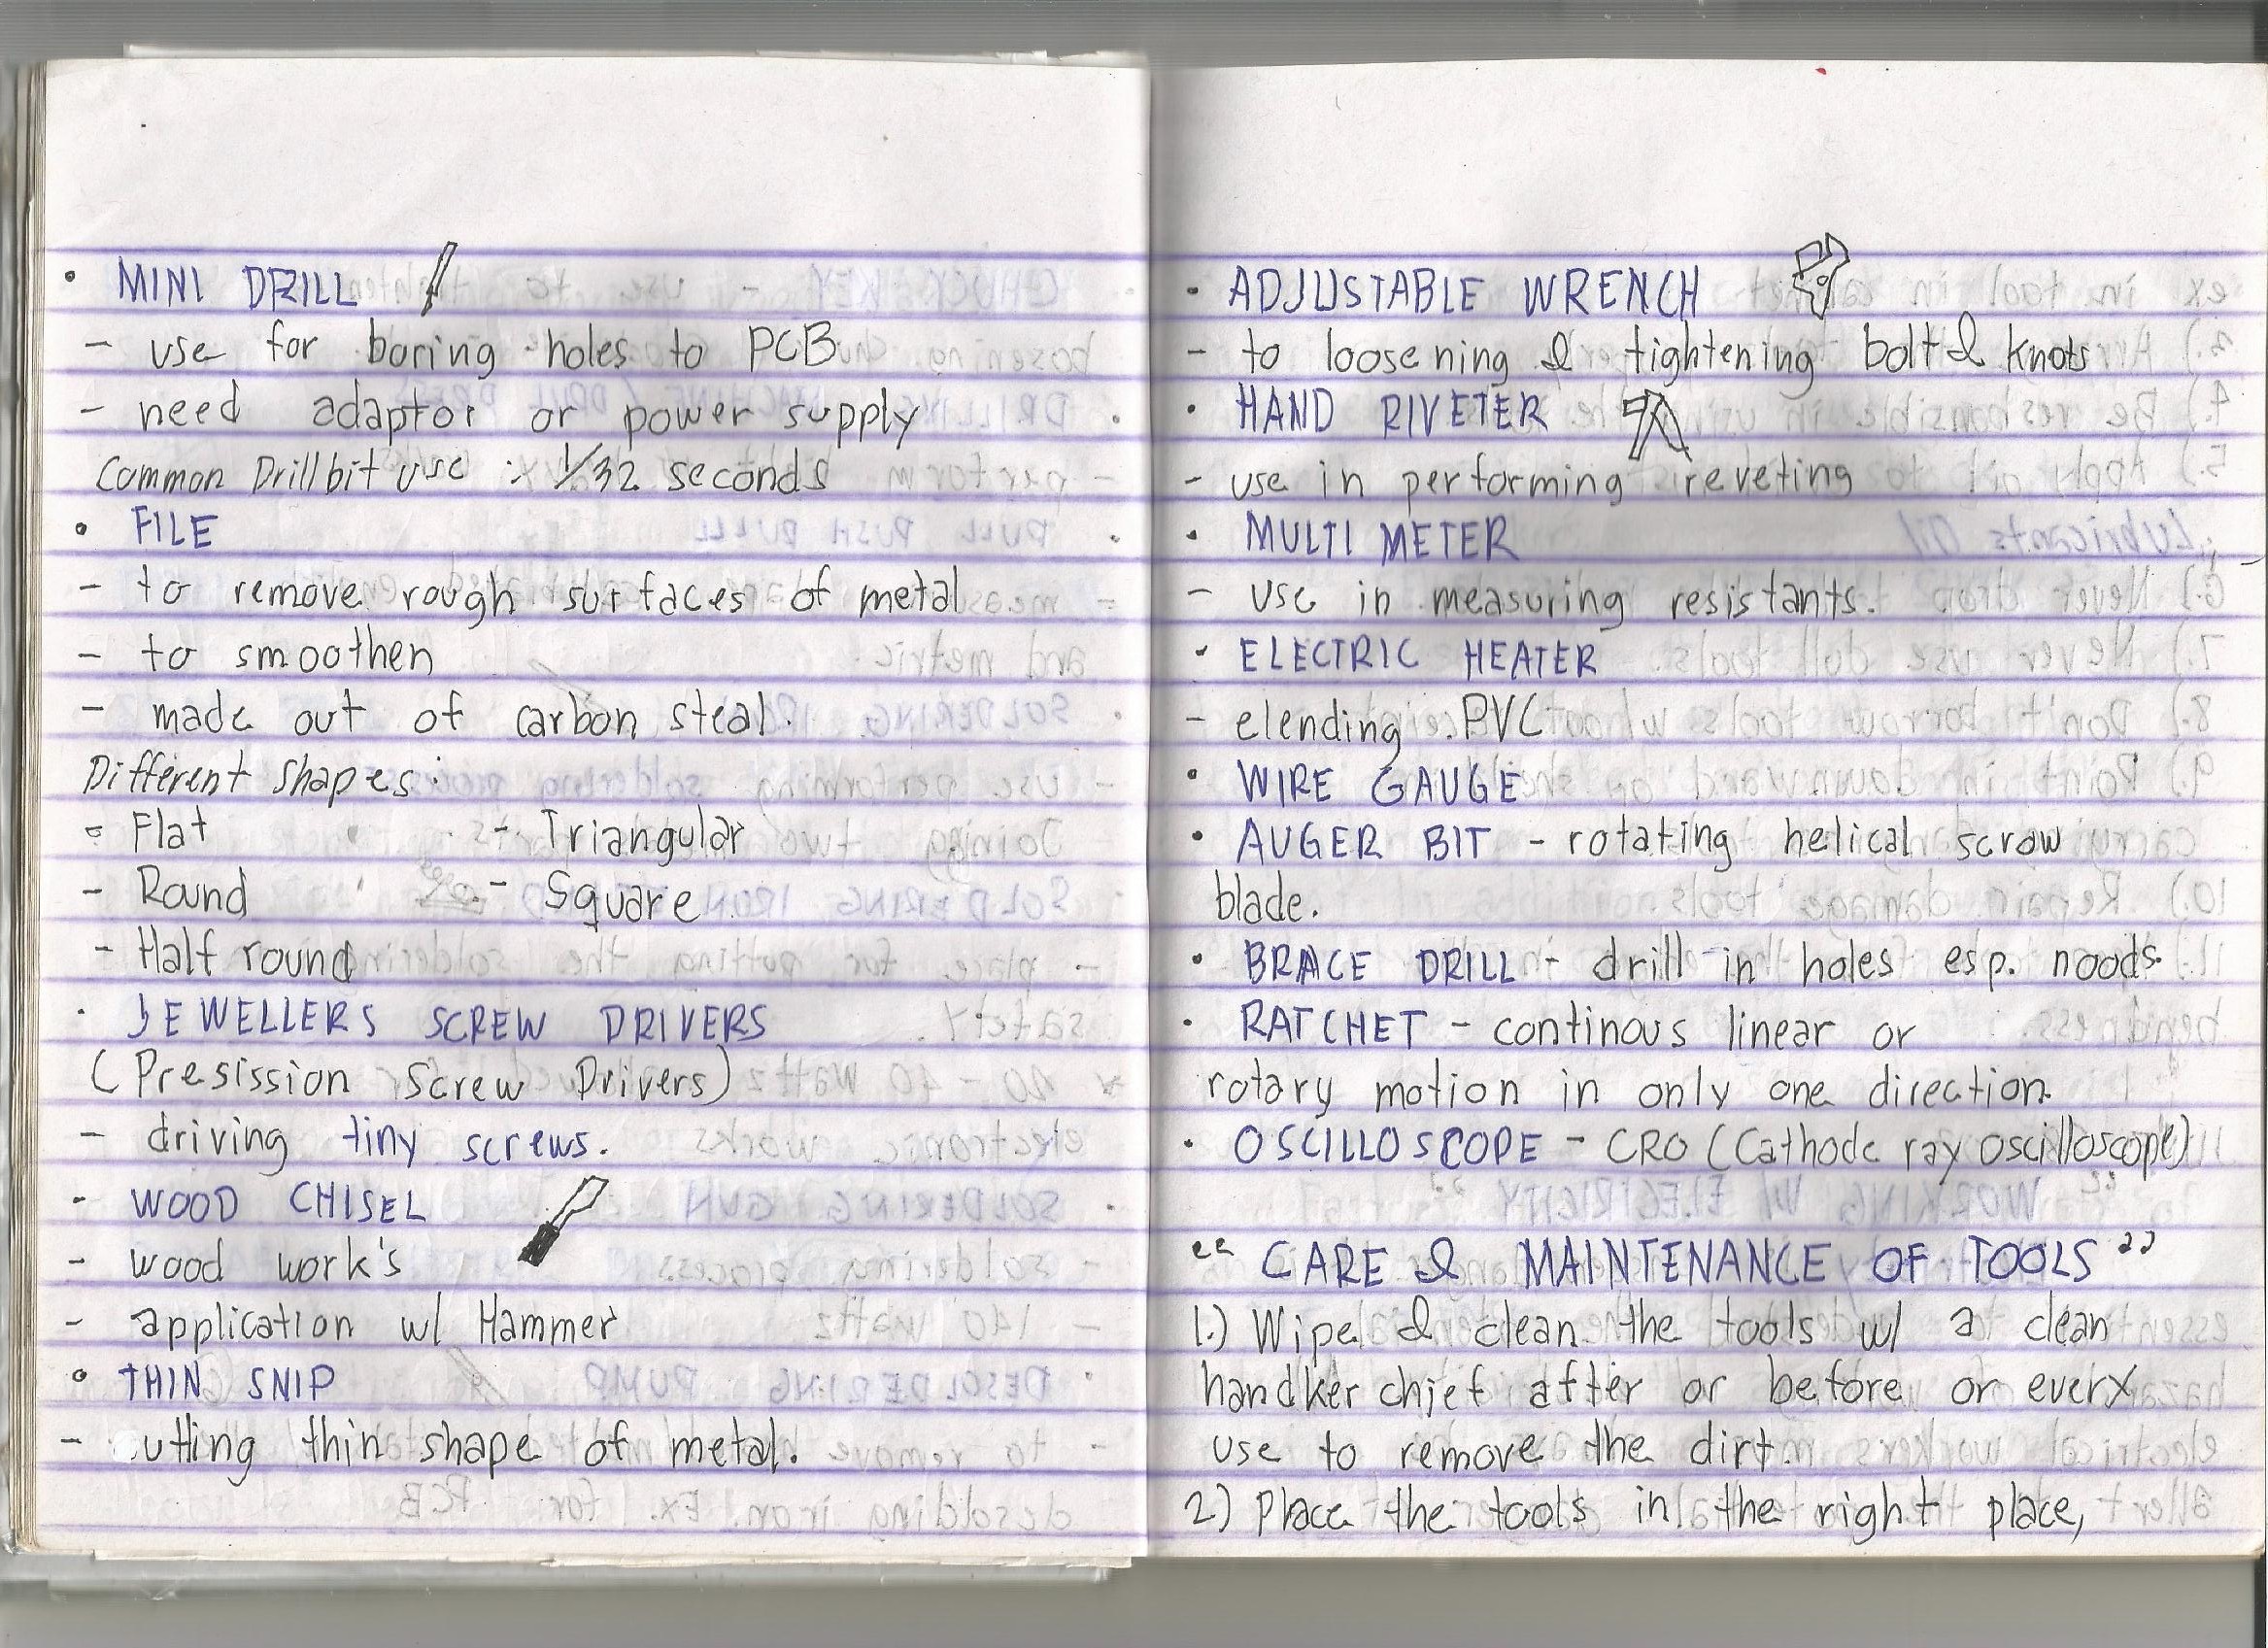 • MINI DRILL
- use for boring holes to PCB
- need adaptor or power supply
Common Drillbit use : 1/32 seconds
• FILE
- to remove rough surfaces of metal
- to smoothen
- made out of carbon steal.
Different Shapes:
- Flat - Triangular
- Round - Square
- Half round
• JEWELLERS SCREW DRIVERS
(Presission Screw Drivers)
- driving tiny screws.
- WOOD CHISEL
- wood work's
- application w/ Hammer
• THIN SNIP
- cutting thin shape of metal.
• ADJUSTABLE WRENCH
- to loosening & tightening bolt & knots
• HAND RIVETER
- use in performing reveting
• MULTI METER
- use in measuring resistants.
• ELECTRIC HEATER
- elending PVC
• WIRE GAUGE
• AUGER BIT - rotating helical scraw
blade.
• BRACE DRILL - drill in holes esp. noods.
• RATCHET - continous linear or
rotary motion in only one direction.
• OSCILLOSCOPE - CRO (Cathode ray oscilloscope)
"CARE & MAINTENANCE OF TOOLS"
1.) Wipe & clean the tools w/ a clean
handkerchief after or before or every
use to remove the dirt.
2.) Place the tools in the right place,